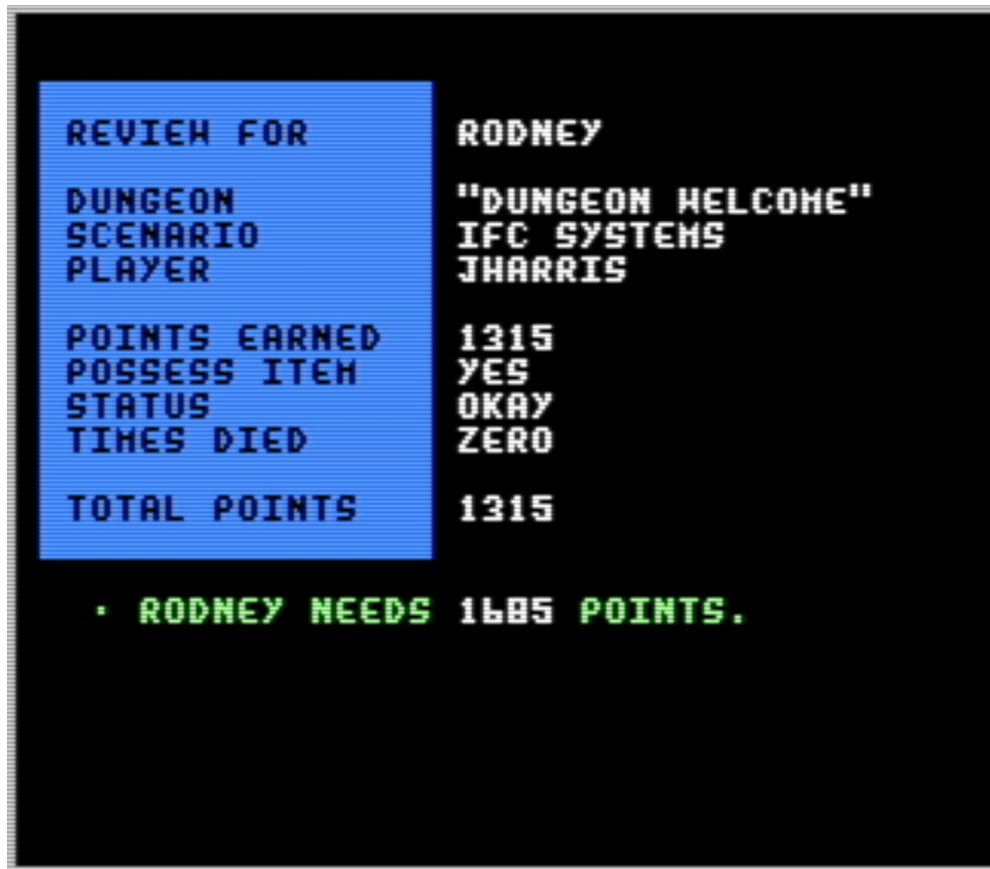 REVIEW FOR RODNEY
DUNGEON "DUNGEON WELCOME"
SCENARIO IFC SYSTEMS
PLAYER JHARRIS
POINTS EARNED 1315
POSSESS ITEM YES
STATUS OKAY
TIMES DIED ZERO
TOTAL POINTS 1315
· RODNEY NEEDS 1685 POINTS.